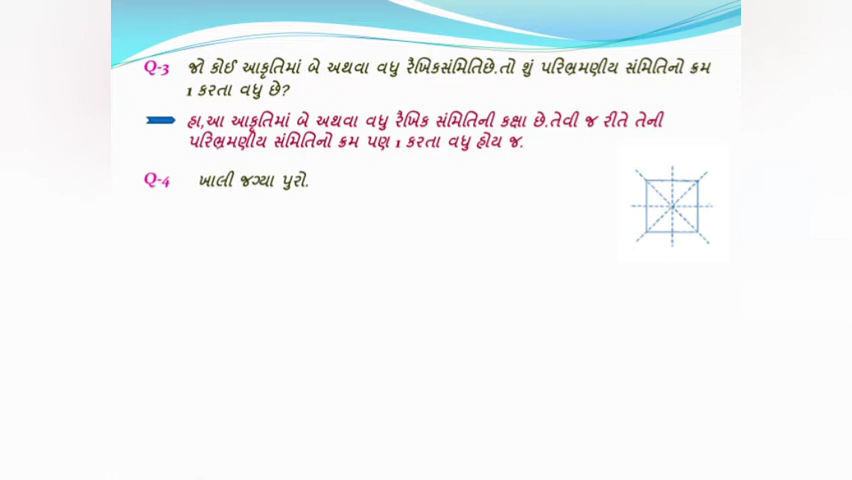 Q-3 જો કોઈ આકૃતિમાં બે અથવા વધુ રૈખિકસંમિતિછે.તો શું પરિભ્રમણીય સંમિતિનો ક્રમ
1 કરતા વધુ છે?
હા,આ આકૃતિમાં બે અથવા વધુ રૈખિક સંમિતિની કક્ષા છે.તેવી જ રીતે તેની
પરિભ્રમણીય સંમિતિનો ક્રમ પણ 1 કરતા વધુ હોય જ.
Q-4 ખાલી જગ્યા પુરો.